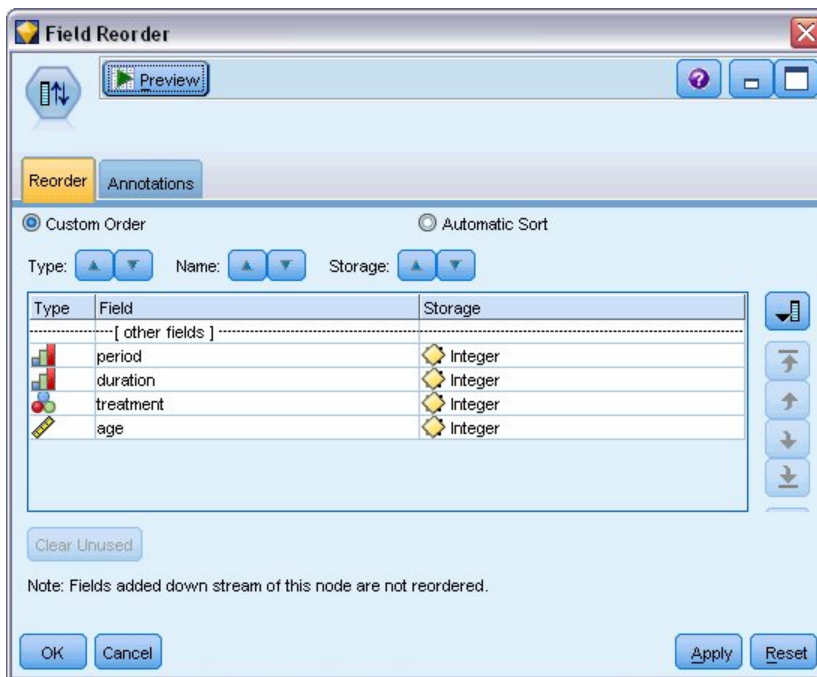 Field Reorder
Preview
Reorder Annotations
Custom Order Automatic Sort
Type: Name: Storage:
Type Field Storage
[ other fields ]
period Integer
duration Integer
treatment Integer
age Integer
Clear Unused
Note: Fields added down stream of this node are not reordered.
OK Cancel Apply Reset